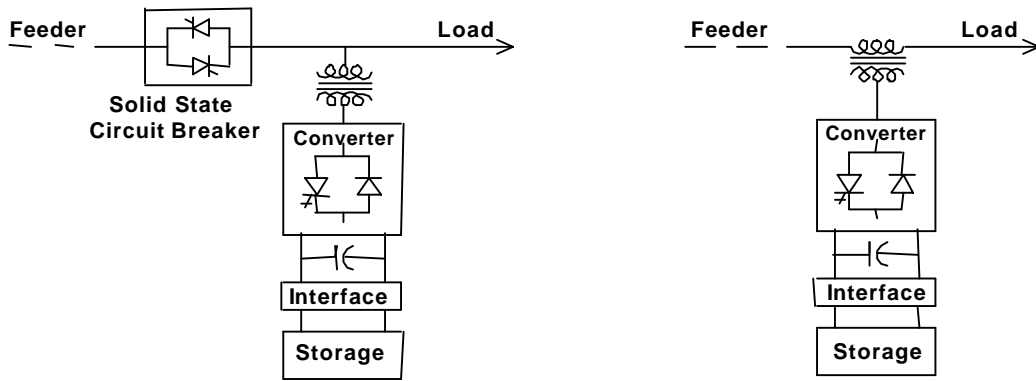 Feeder
Load
Solid State
Circuit Breaker
Converter
Interface
Storage
Feeder
Load
Converter
Interface
Storage